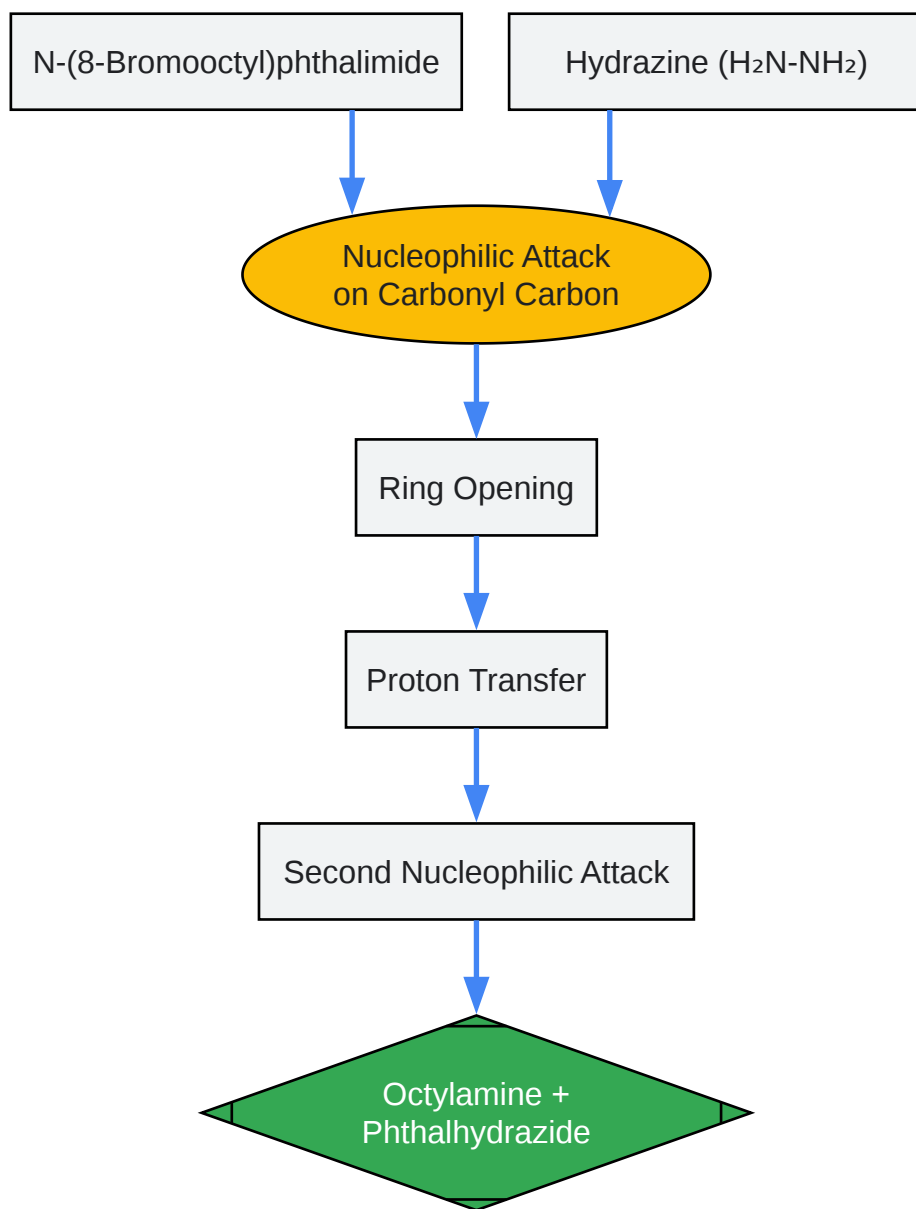 N-(8-Bromooctyl)phthalimide
Hydrazine (H₂N-NH₂)
Nucleophilic Attack
on Carbonyl Carbon
Ring Opening
Proton Transfer
Second Nucleophilic Attack
Octylamine +
Phthalhydrazide